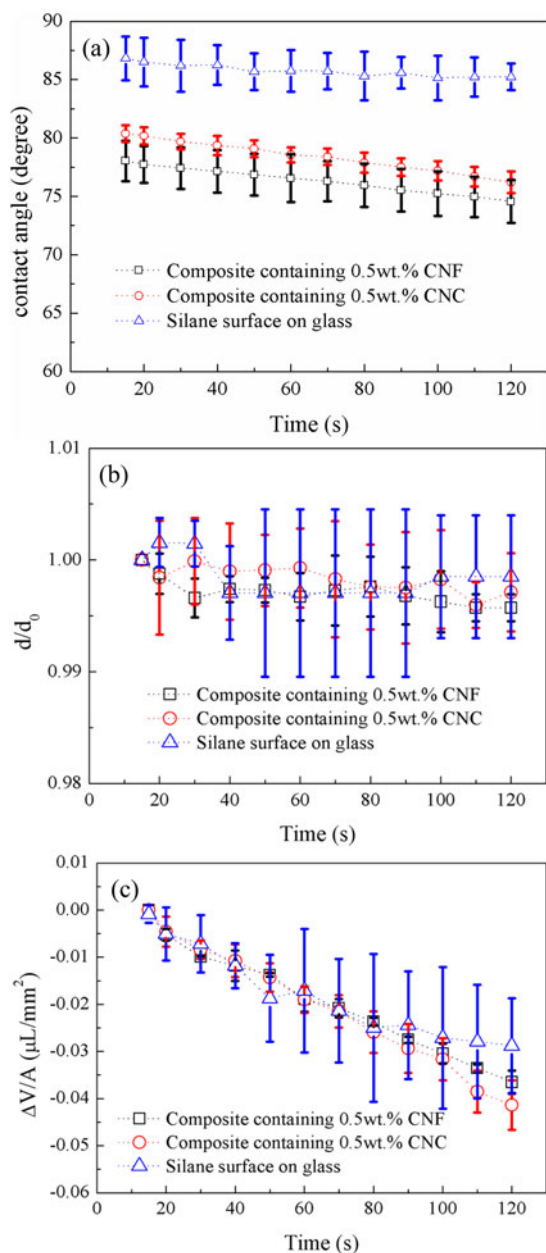 (a)
90
85
80
75
70
65
60
contact angle (degree)
Composite containing 0.5wt.% CNF
Composite containing 0.5wt.% CNC
Silane surface on glass
0 20 40 60 80 100 120
Time (s)
(b)
1.01
1.00
0.99
0.98
d/d0
Composite containing 0.5wt.% CNF
Composite containing 0.5wt.% CNC
Silane surface on glass
0 20 40 60 80 100 120
Time (s)
(c)
0.01
0.00
-0.01
-0.02
-0.03
-0.04
-0.05
-0.06
ΔV/A (μL/mm²)
Composite containing 0.5wt.% CNF
Composite containing 0.5wt.% CNC
Silane surface on glass
0 20 40 60 80 100 120
Time (s)